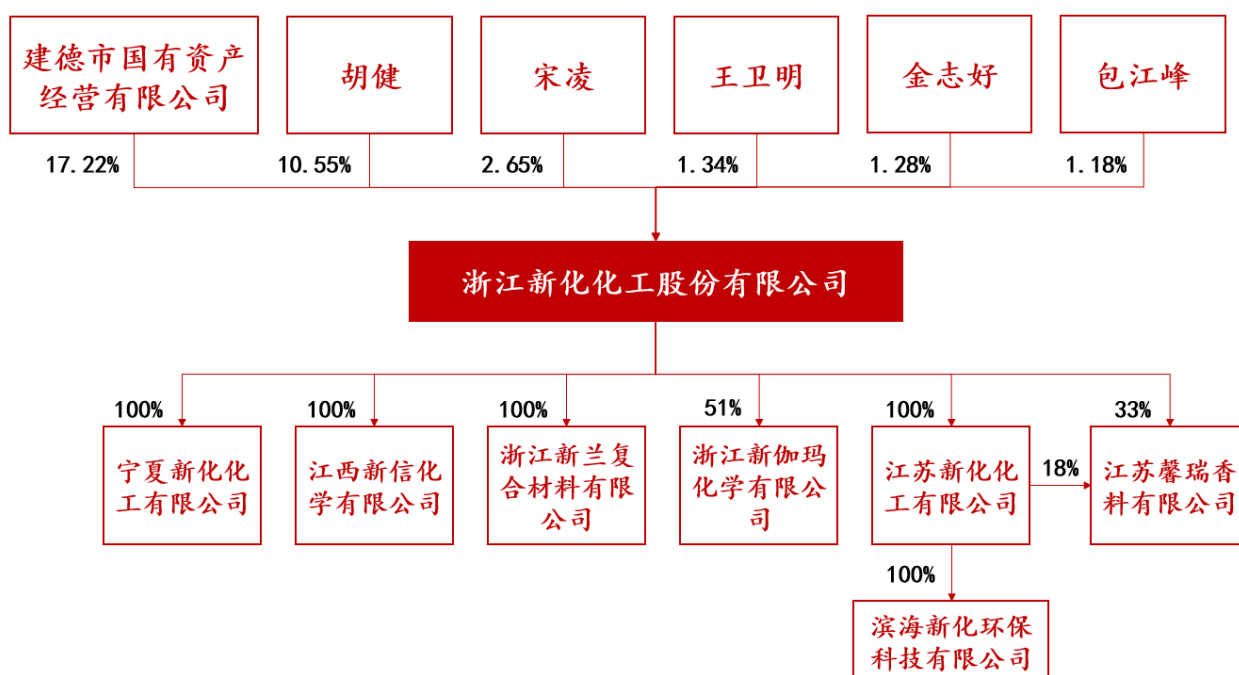 建德市国有资产
经营有限公司
胡健
宋凌
王卫明
金志好
包江峰
17.22%
10.55%
2.65%
1.34%
1.28%
1.18%
浙江新化化工股份有限公司
100%
100%
100%
51%
100%
33%
宁夏新化化
工有限公司
江西新信化
学有限公司
浙江新兰复
合材料有限
公司
浙江新伽玛
化学有限公
司
江苏新化化
工有限公司
18%
江苏馨瑞香
料有限公司
100%
滨海新化环保
科技有限公司